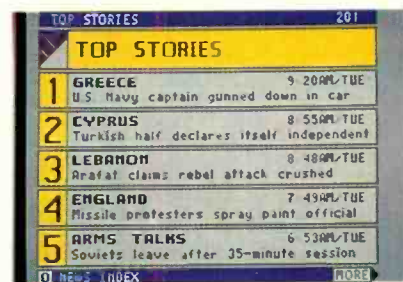 TOP STORIES 201
TOP STORIES
1 GREECE 9:20AM/TUE
U.S. Navy captain gunned down in car
2 CYPRUS 8:55AM/TUE
Turkish half declares itself independent
3 LEBANON 8:48AM/TUE
Arafat claims rebel attack crushed
4 ENGLAND 7:49AM/TUE
Missile protesters spray paint official
5 ARMS TALKS 6:53AM/TUE
Soviets leave after 35-minute session
0 NEWS INDEX MORE